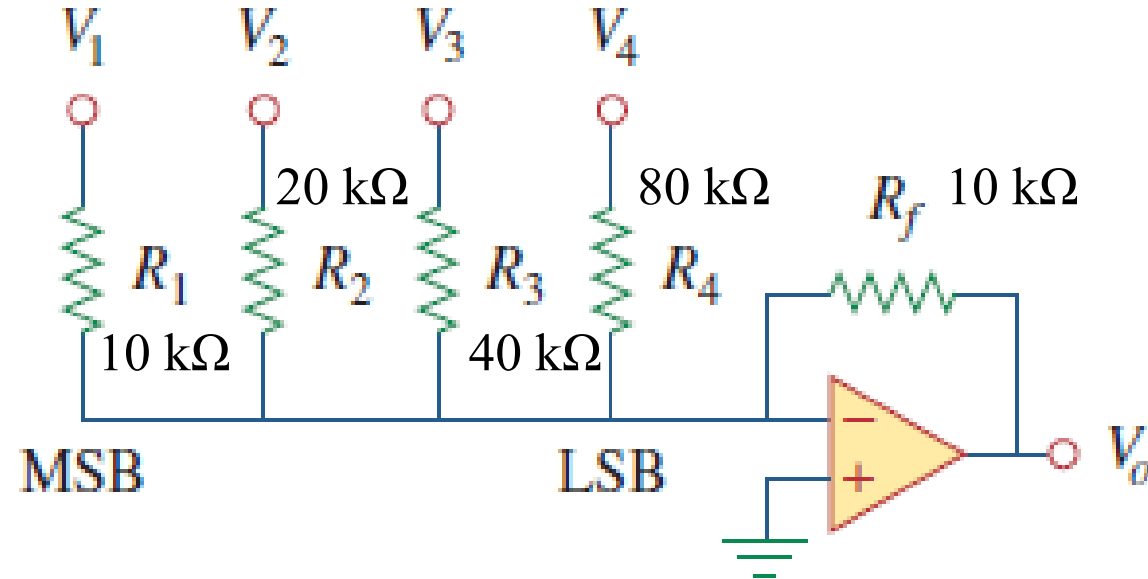 V1 V2 V3 V4
20 kΩ 80 kΩ Rf 10 kΩ
R1 R2 R3 R4
10 kΩ 40 kΩ
−
MSB LSB Vo
+